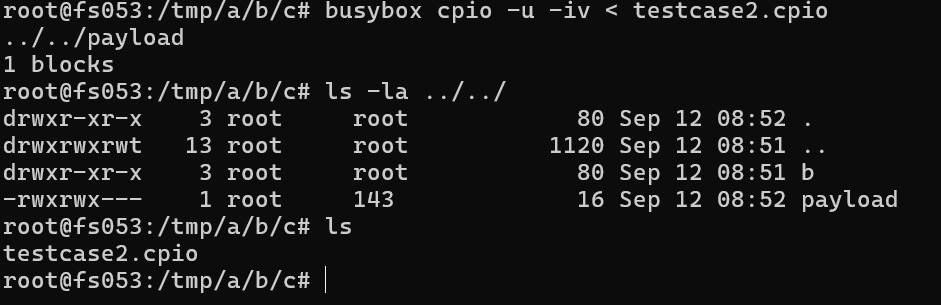 root@fs053:/tmp/a/b/c# busybox cpio -u -iv < testcase2.cpio
../../payload
1 blocks
root@fs053:/tmp/a/b/c# ls -la ../../
drwxr-xr-x    3 root     root            80 Sep 12 08:52 .
drwxrwxrwt   13 root     root          1120 Sep 12 08:51 ..
drwxr-xr-x    3 root     root            80 Sep 12 08:51 b
-rwxrwx---    1 root     143             16 Sep 12 08:52 payload
root@fs053:/tmp/a/b/c# ls
testcase2.cpio
root@fs053:/tmp/a/b/c#